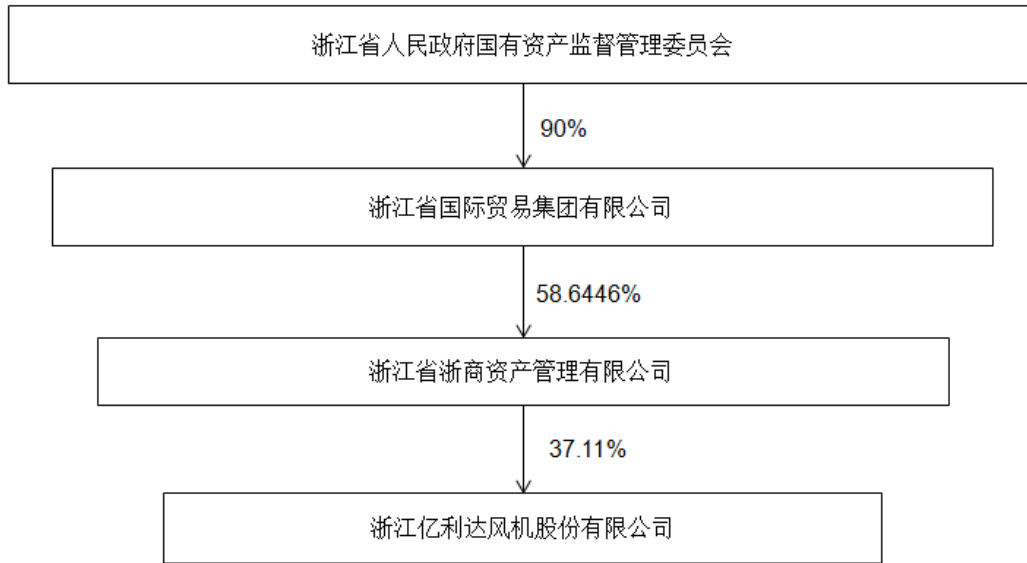 浙江省人民政府国有资产监督管理委员会
90%
浙江省国际贸易集团有限公司
58.6446%
浙江省浙商资产管理有限公司
37.11%
浙江亿利达风机股份有限公司